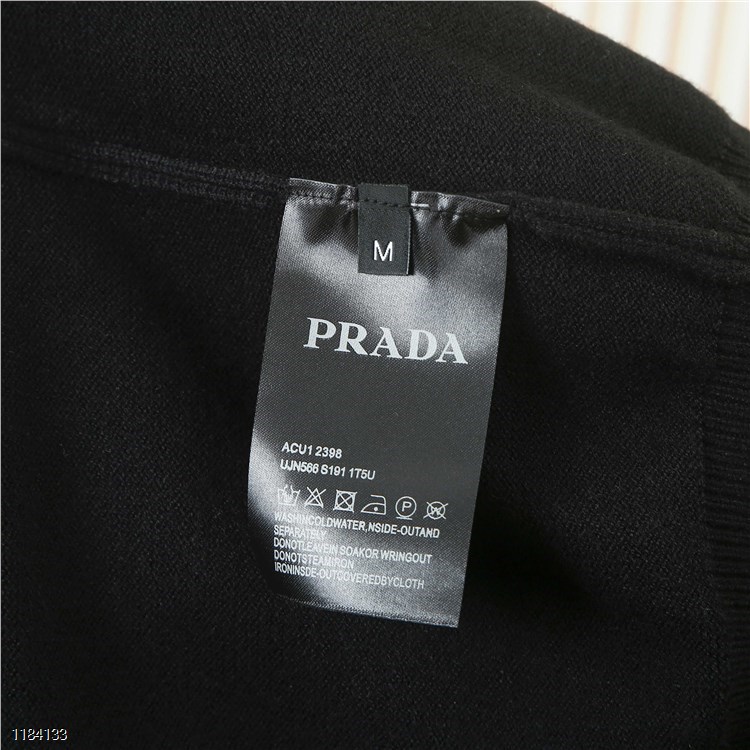 M
PRADA
ACU1 2398
UJN566 S191 1T5U
P
W
WASHINCOLDWATER,NSIDE-OUTAND
SEPARATELY
DONOTLEAVEIN SOAKOR WRINGOUT
DONOTSTEAMIRON
IRONINSDE-OUTCOVEREDBYCLOTH
1184133